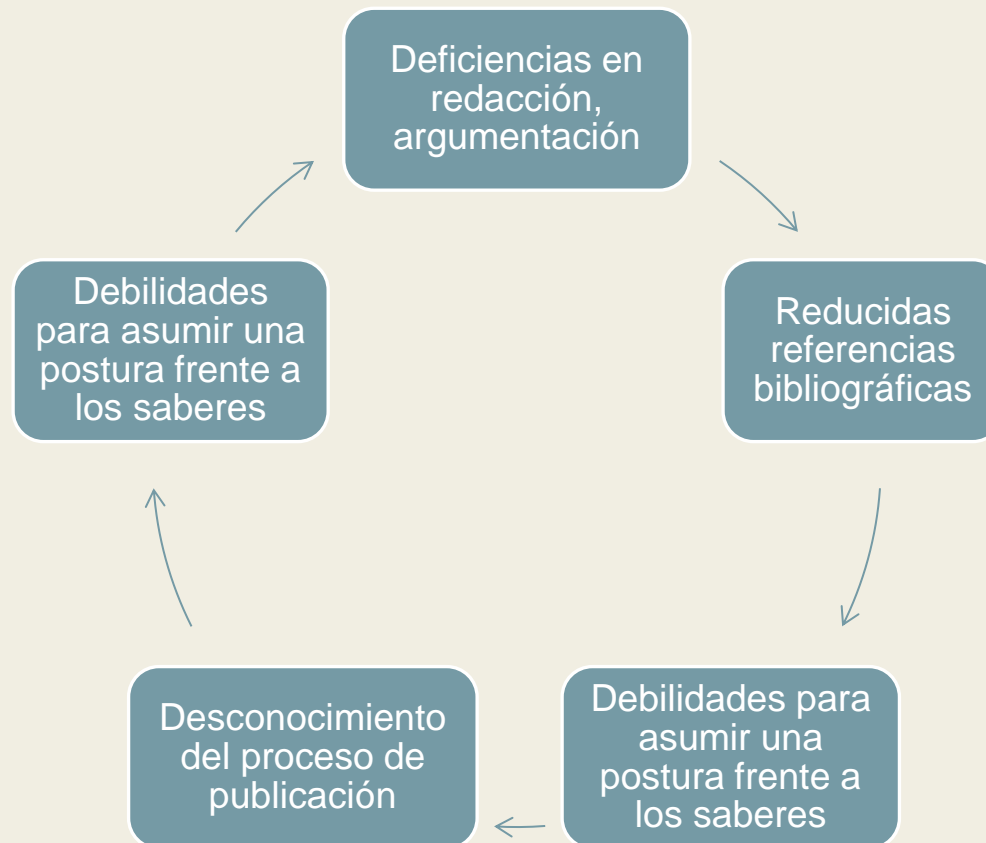 Deficiencias en
redacción,
argumentación
Reducidas
referencias
bibliográficas
Debilidades para
asumir una
postura frente a
los saberes
Desconocimiento
del proceso de
publicación
Debilidades
para asumir una
postura frente a
los saberes